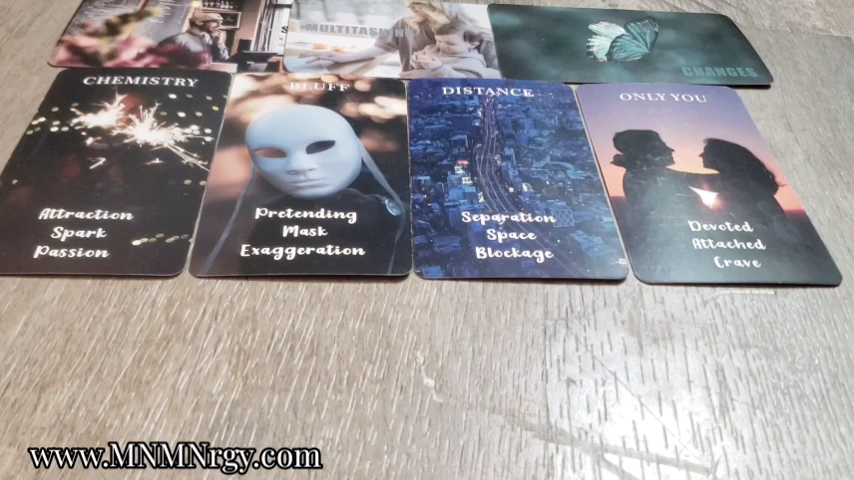 MULTITASK
CHANGES
CHEMISTRY
Attraction
Spark
Passion
BLUFF
Pretending
Mask
Exaggeration
DISTANCE
Separation
Space
Blockage
ONLY YOU
Devoted
Attached
Crave
www.MNMNrgy.com